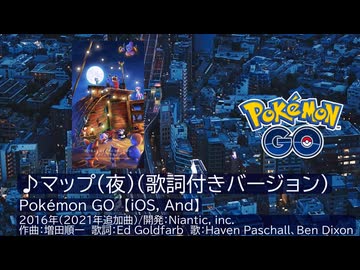 POKÉMON
GO
♪マップ(夜)(歌詞付きバージョン)
Pokémon GO【iOS, And】
2016年(2021年追加曲)/開発:Niantic, inc.
作曲:増田順一 歌詞:Ed Goldfarb 歌:Haven Paschall, Ben Dixon